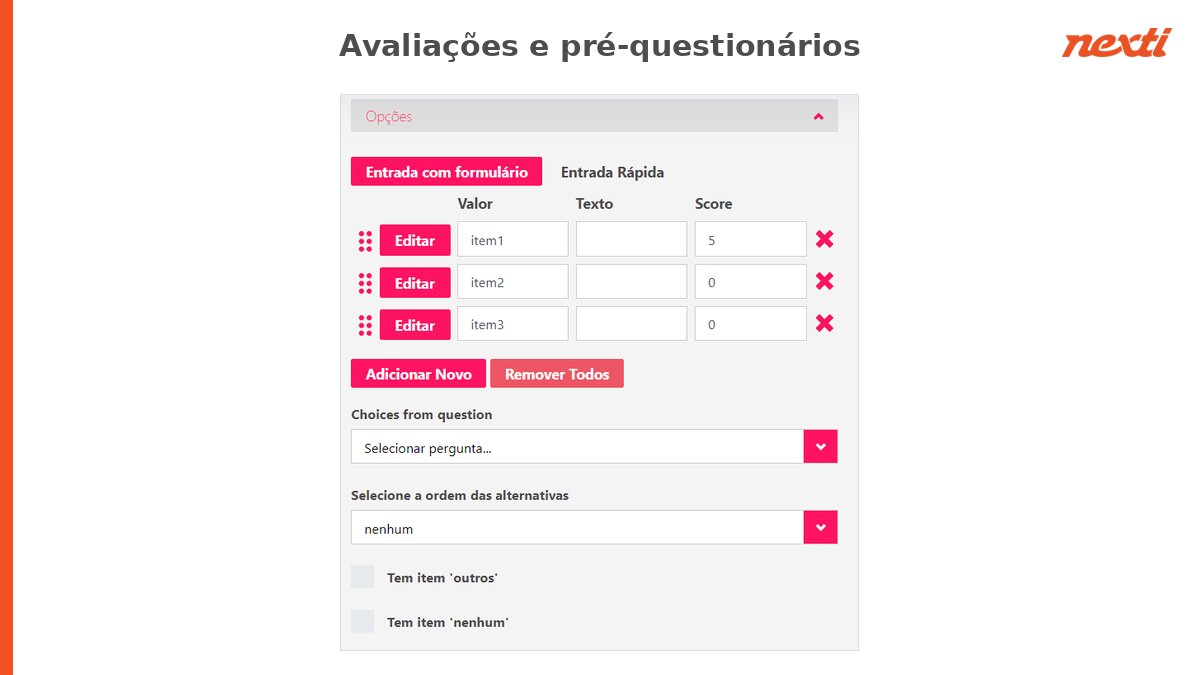 Avaliações e pré-questionários
nexti
Opções
Entrada com formulário Entrada Rápida
Valor Texto Score
Editar item1 5
Editar item2 0
Editar item3 0
Adicionar Novo Remover Todos
Choices from question
Selecionar pergunta...
Selecione a ordem das alternativas
nenhum
Tem item 'outros'
Tem item 'nenhum'